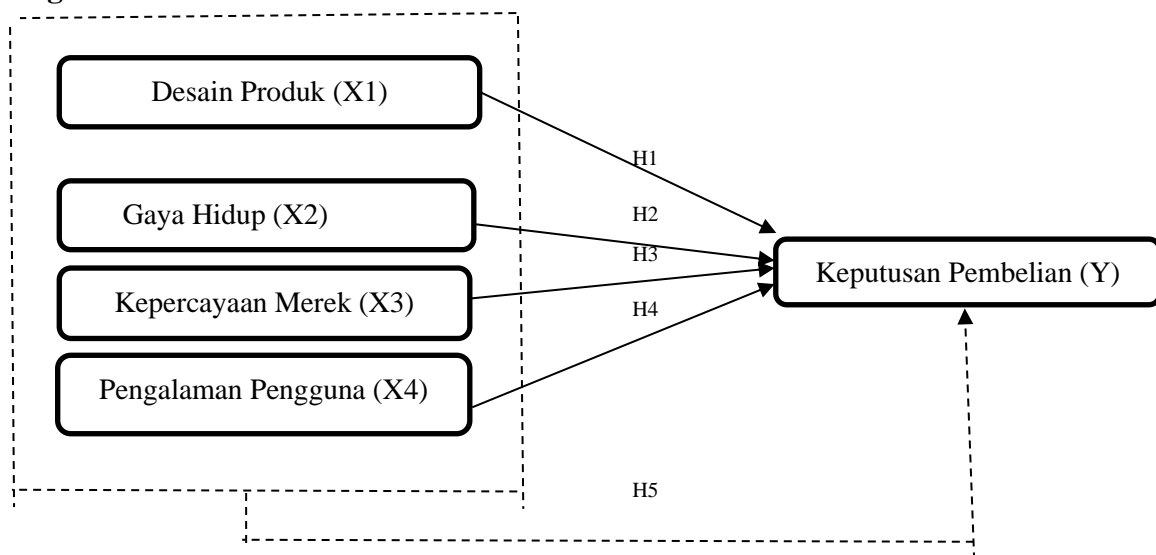 Desain Produk (X1)
H1
Gaya Hidup (X2)
H2
H3
Keputusan Pembelian (Y)
Kepercayaan Merek (X3)
H4
Pengalaman Pengguna (X4)
H5